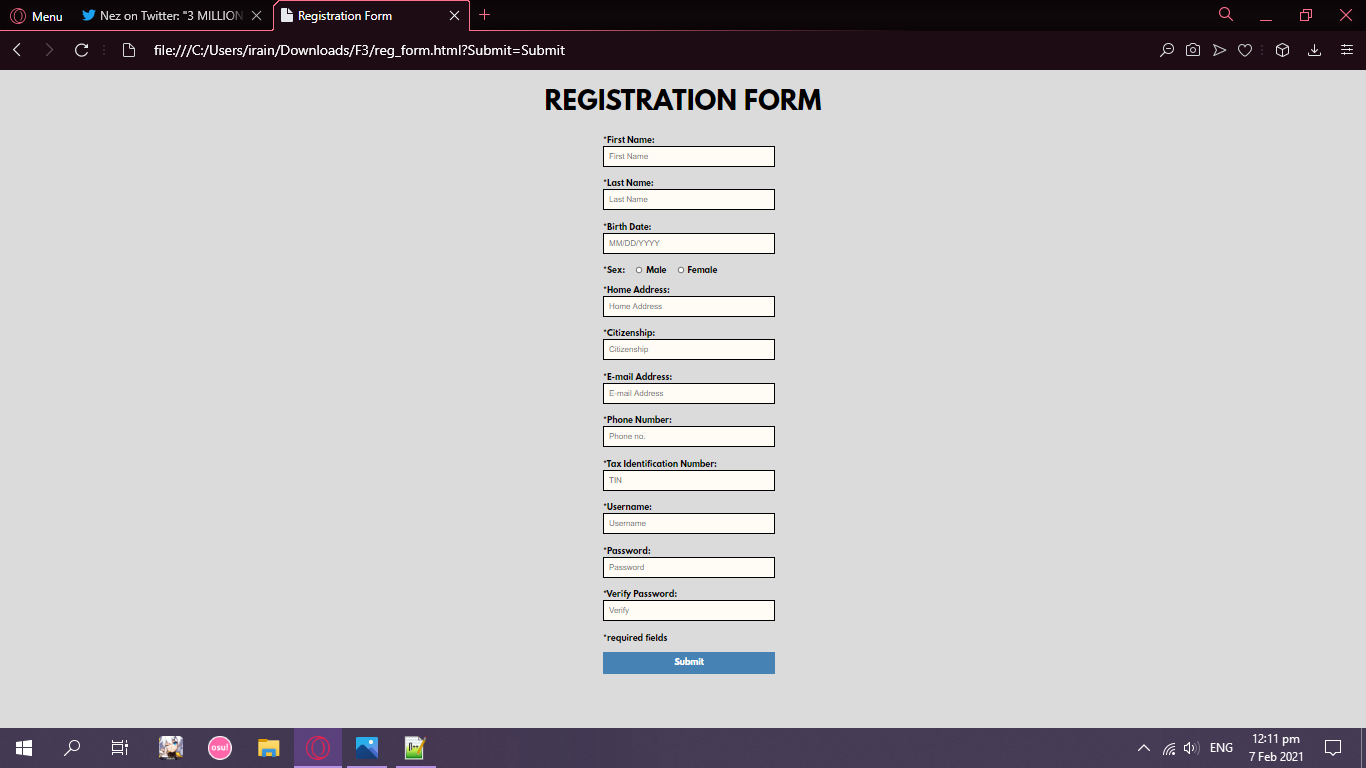 Menu
Nez on Twitter: "3 MILLION
Registration Form
file:///C:/Users/irain/Downloads/F3/reg_form.html?Submit=Submit
REGISTRATION FORM
*First Name:
First Name
*Last Name:
Last Name
*Birth Date:
MM/DD/YYYY
*Sex: Male Female
*Home Address:
Home Address
*Citizenship:
Citizenship
*E-mail Address:
E-mail Address
*Phone Number:
Phone no.
*Tax Identification Number:
TIN
*Username:
Username
*Password:
Password
*Verify Password:
Verify
*required fields
Submit
osu!
ENG
12:11 pm
7 Feb 2021